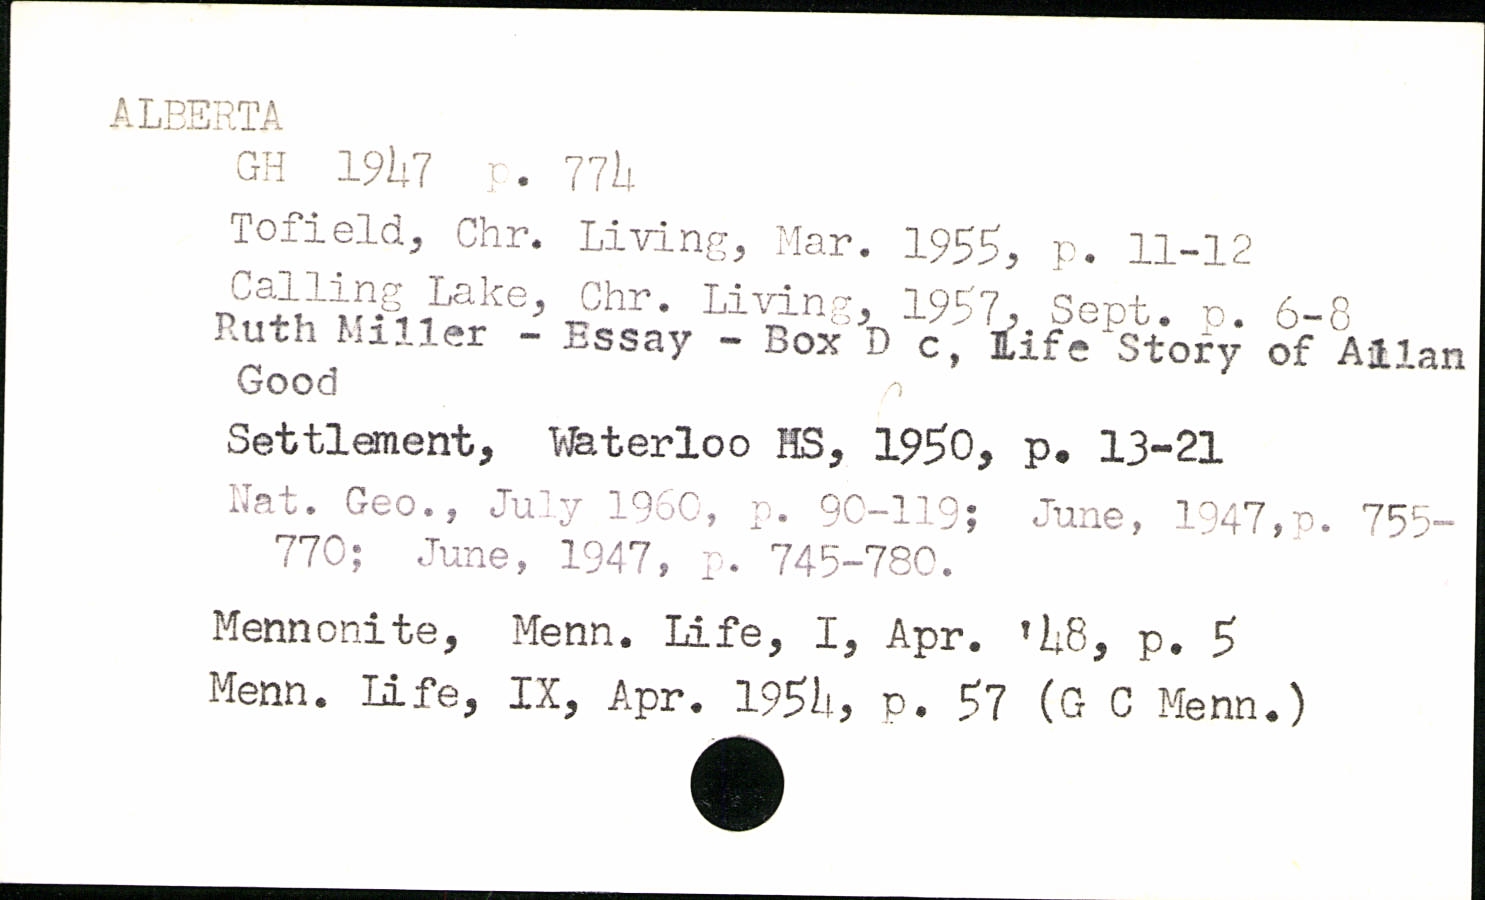 ALBERTA
GH 1947 p. 774
Tofield, Chr. Living, Mar. 1955, p. 11-12
Calling Lake, Chr. Living, 1957, Sept. p. 6-8
Ruth Miller - Essay - Box D c, Life Story of Allan
Good
Settlement, Waterloo HS, 1950, p. 13-21
Nat. Geo., July 1960, p. 90-119; June, 1947,p. 755-
770; June, 1947, p. 745-780.
Mennonite, Menn. Life, I, Apr. '48, p. 5
Menn. Life, IX, Apr. 1954, p. 57 (G C Menn.)